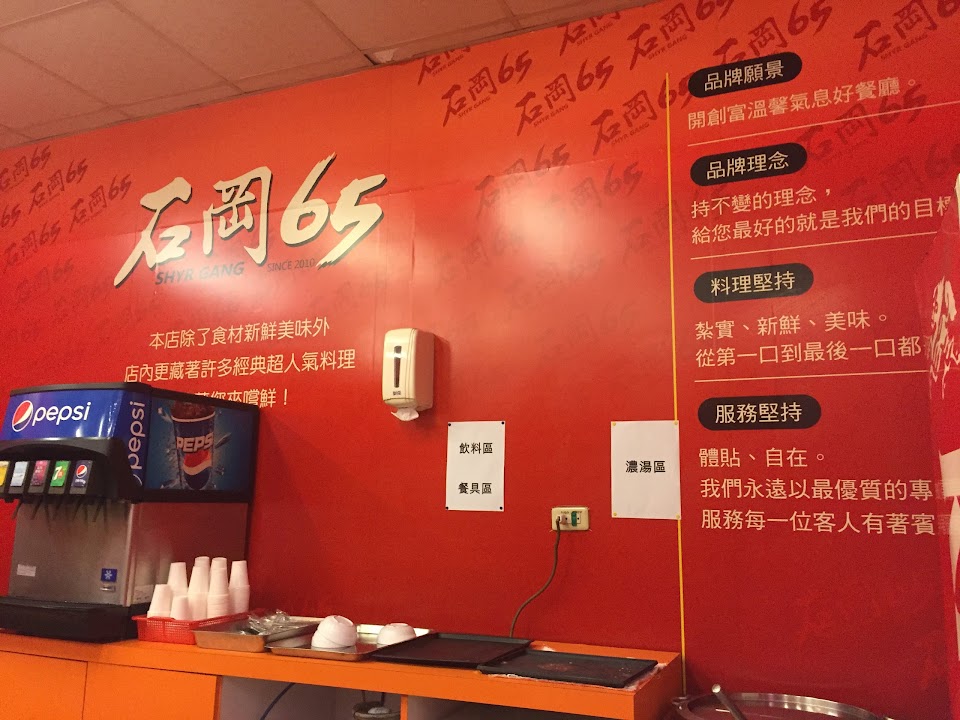 石岡65
SHYR GANG
SINCE 2010
本店除了食材新鮮美味外
店內更藏著許多經典超人氣料理
您來嚐鮮！
品牌願景
開創富溫馨氣息好餐廳。
品牌理念
持不變的理念，
給您最好的就是我們的目標
料理堅持
紮實、新鮮、美味。
從第一口到最後一口都
服務堅持
體貼、自在。
我們永遠以最優質的專
服務每一位客人有著賓
飲料區
餐具區
濃湯區
pepsi
pepsi
PEPSI